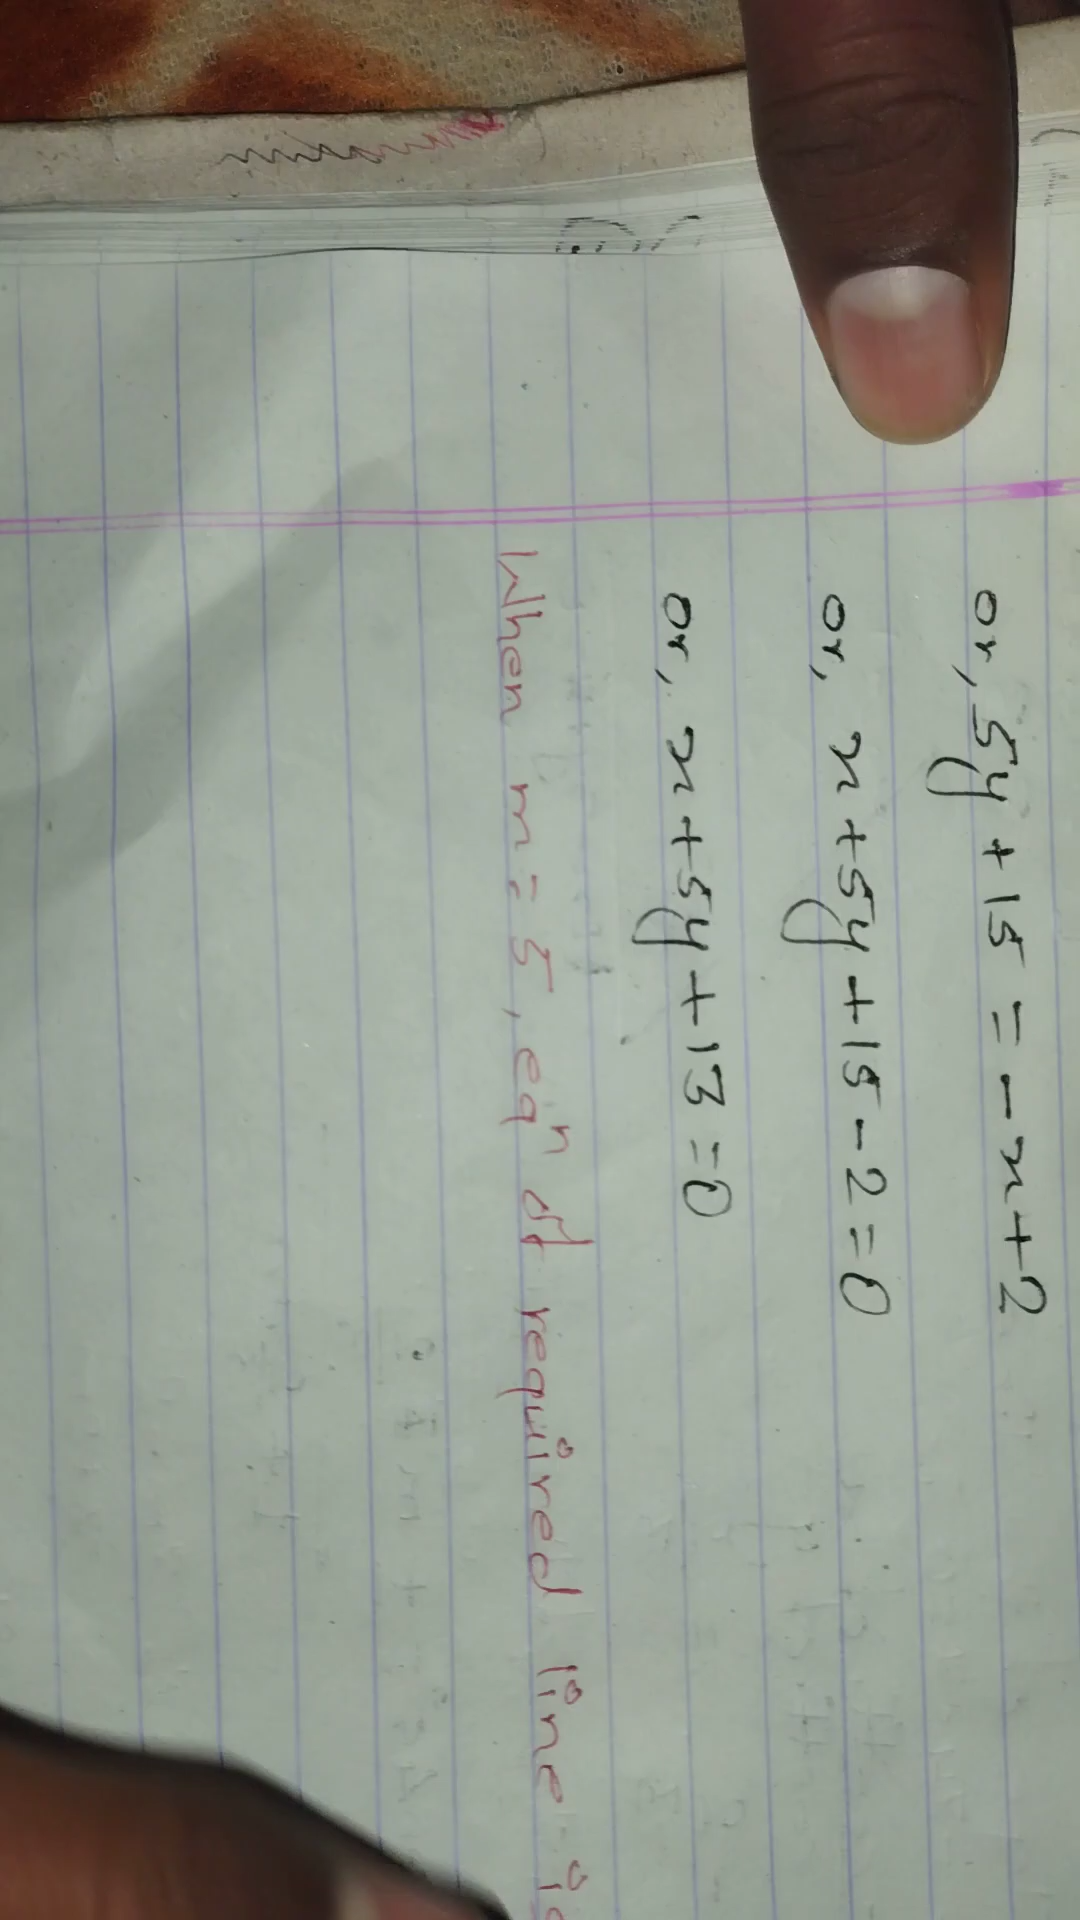 or, 5y + 15 = - x + 2
or, x + 5y + 15 - 2 = 0
or, x + 5y + 13 = 0
When m = 5, eqⁿ of required line is